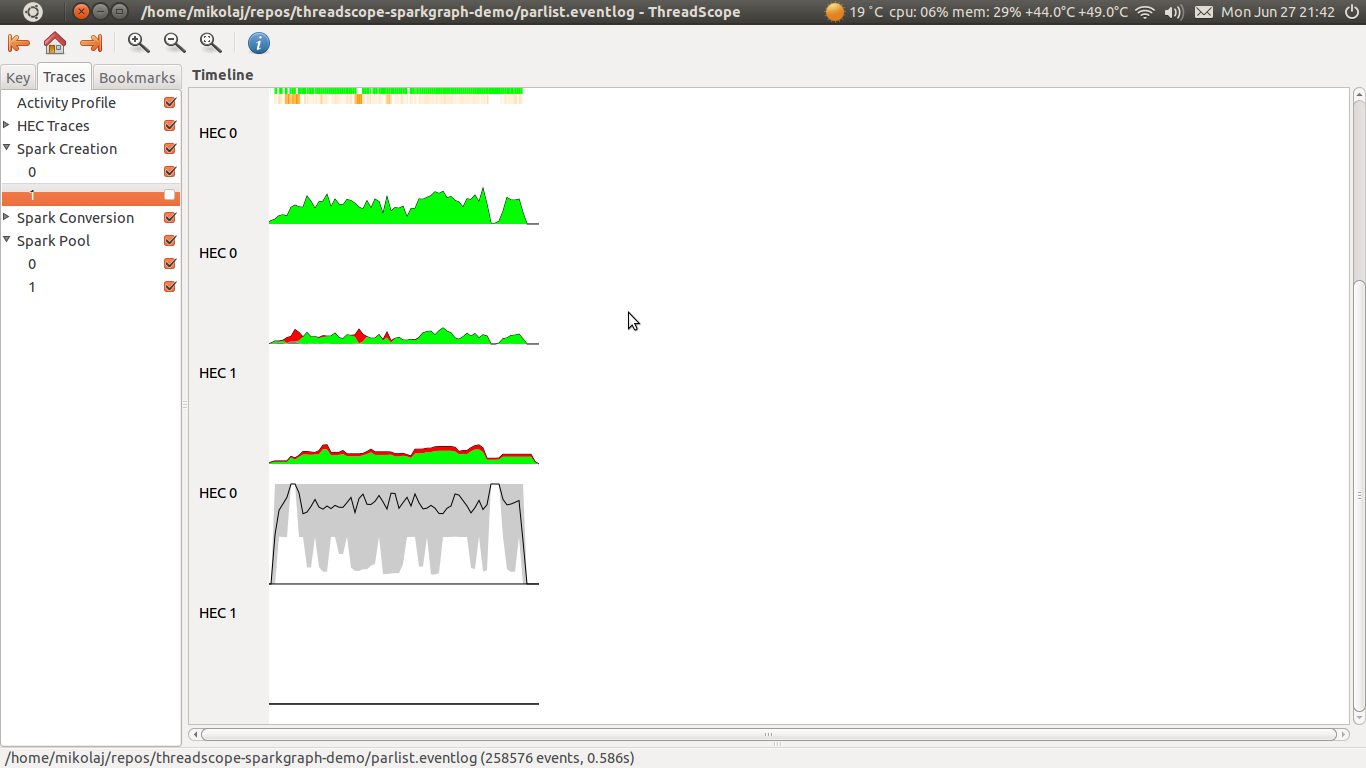 /home/mikolaj/repos/threadscope-sparkgraph-demo/parlist.eventlog - ThreadScope
19 °C cpu: 06% mem: 29% +44.0°C +49.0°C
Mon Jun 27 21:42
Key Traces Bookmarks
Timeline
Activity Profile
HEC Traces
Spark Creation
0
1
Spark Conversion
Spark Pool
0
1
HEC 0
HEC 0
HEC 1
HEC 0
HEC 1
/home/mikolaj/repos/threadscope-sparkgraph-demo/parlist.eventlog (258576 events, 0.586s)